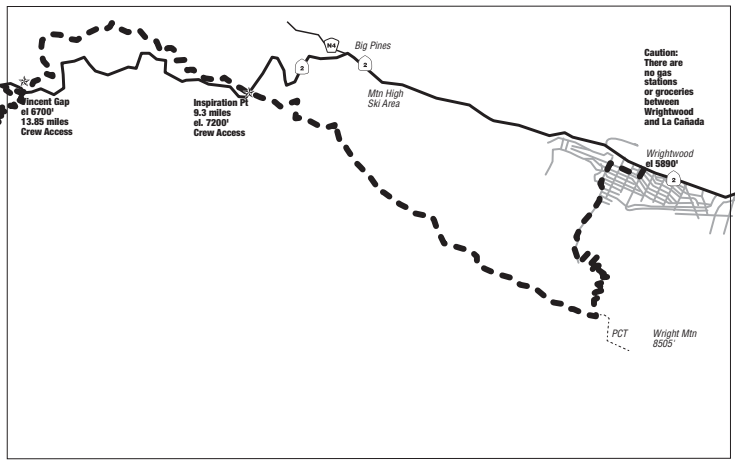 N4
Big Pines
2
2
Mtn High
Ski Area
Caution:
There are
no gas
stations
or groceries
between
Wrightwood
and La Cañada
Vincent Gap
el 6700'
13.85 miles
Crew Access
Inspiration Pt
9.3 miles
el. 7200'
Crew Access
Wrightwood
el 5890'
2
PCT
Wright Mtn
8505'